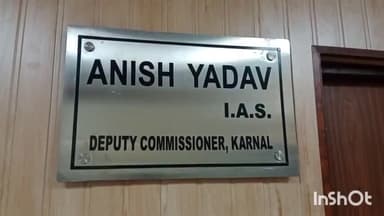 ANISH YADAV
I.A.S.
DEPUTY COMMISSIONER, KARNAL
InShOt